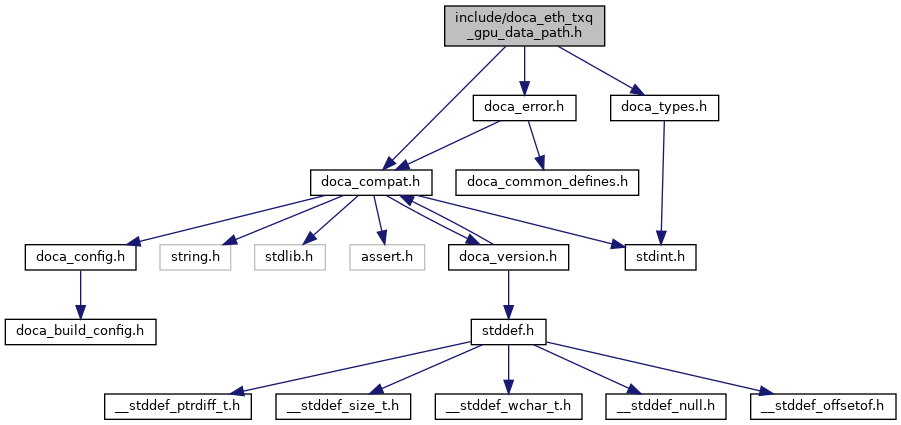 include/doca_eth_txq
_gpu_data_path.h
doca_error.h
doca_types.h
doca_compat.h
doca_common_defines.h
doca_config.h
string.h
stdlib.h
assert.h
doca_version.h
stdint.h
doca_build_config.h
stddef.h
__stddef_ptrdiff_t.h
__stddef_size_t.h
__stddef_wchar_t.h
__stddef_null.h
__stddef_offsetof.h